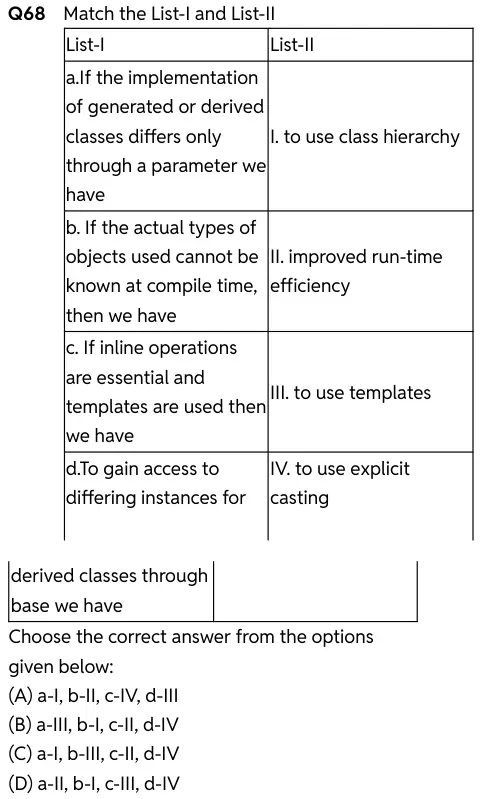 Q68 Match the List-I and List-II
List-I
List-II
a.If the implementation
of generated or derived
classes differs only
through a parameter we
have
I. to use class hierarchy
b. If the actual types of
objects used cannot be
known at compile time,
then we have
II. improved run-time
efficiency
c. If inline operations
are essential and
templates are used then
we have
III. to use templates
d.To gain access to
differing instances for
IV. to use explicit
casting
derived classes through
base we have
Choose the correct answer from the options
given below:
(A) a-I, b-II, c-IV, d-III
(B) a-III, b-I, c-II, d-IV
(C) a-I, b-III, c-II, d-IV
(D) a-II, b-I, c-III, d-IV